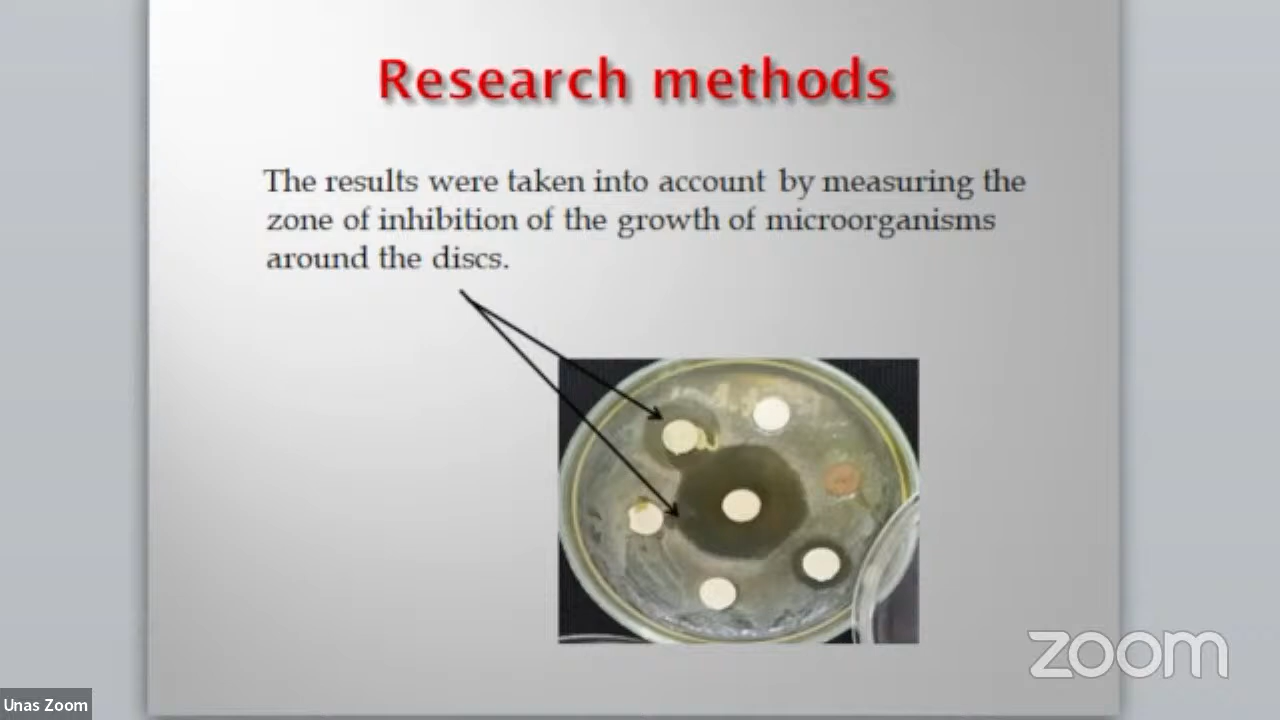 Research methods
The results were taken into account by measuring the
zone of inhibition of the growth of microorganisms
around the discs.
zoom
Unas Zoom